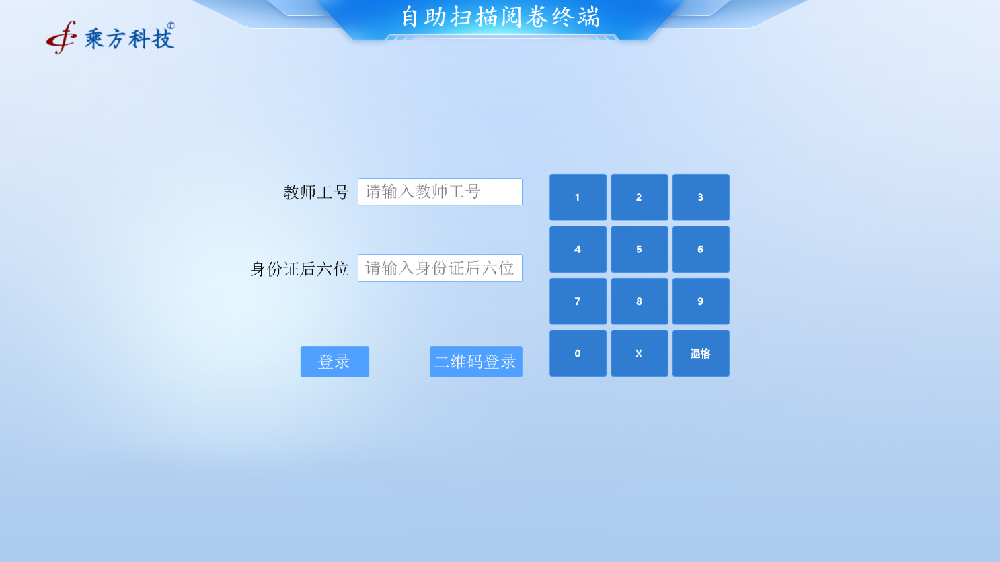 自助扫描阅卷终端
乘方科技
教师工号 请输入教师工号
身份证后六位 请输入身份证后六位
登录 二维码登录
1 2 3
4 5 6
7 8 9
0 X 退格